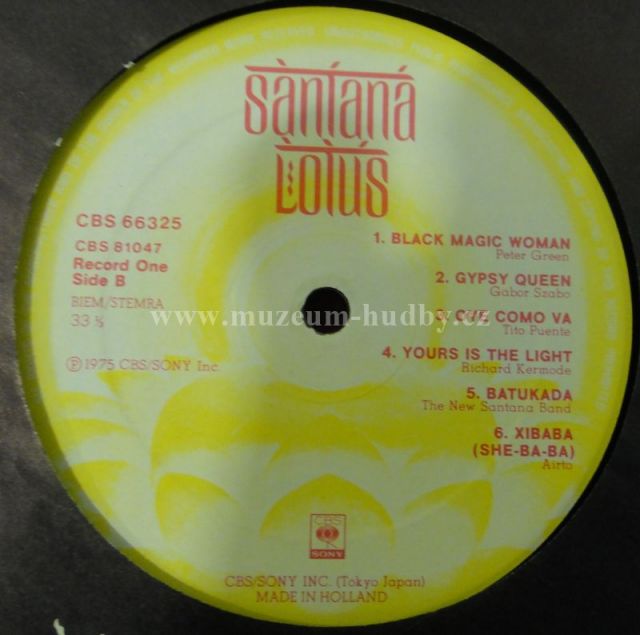 Santana
Lotus
CBS 66325
CBS 81047
Record One
Side B
BIEM/STEMRA
33 ⅓
℗ 1975 CBS/SONY Inc.
1. BLACK MAGIC WOMAN
Peter Green
2. GYPSY QUEEN
Gabor Szabo
3. OYE COMO VA
Tito Puente
4. YOURS IS THE LIGHT
Richard Kermode
5. BATUKADA
The New Santana Band
6. XIBABA
(SHE-BA-BA)
Airto
www.muzeum-hudby.cz
CBS
SONY
CBS/SONY INC. (Tokyo Japan)
MADE IN HOLLAND